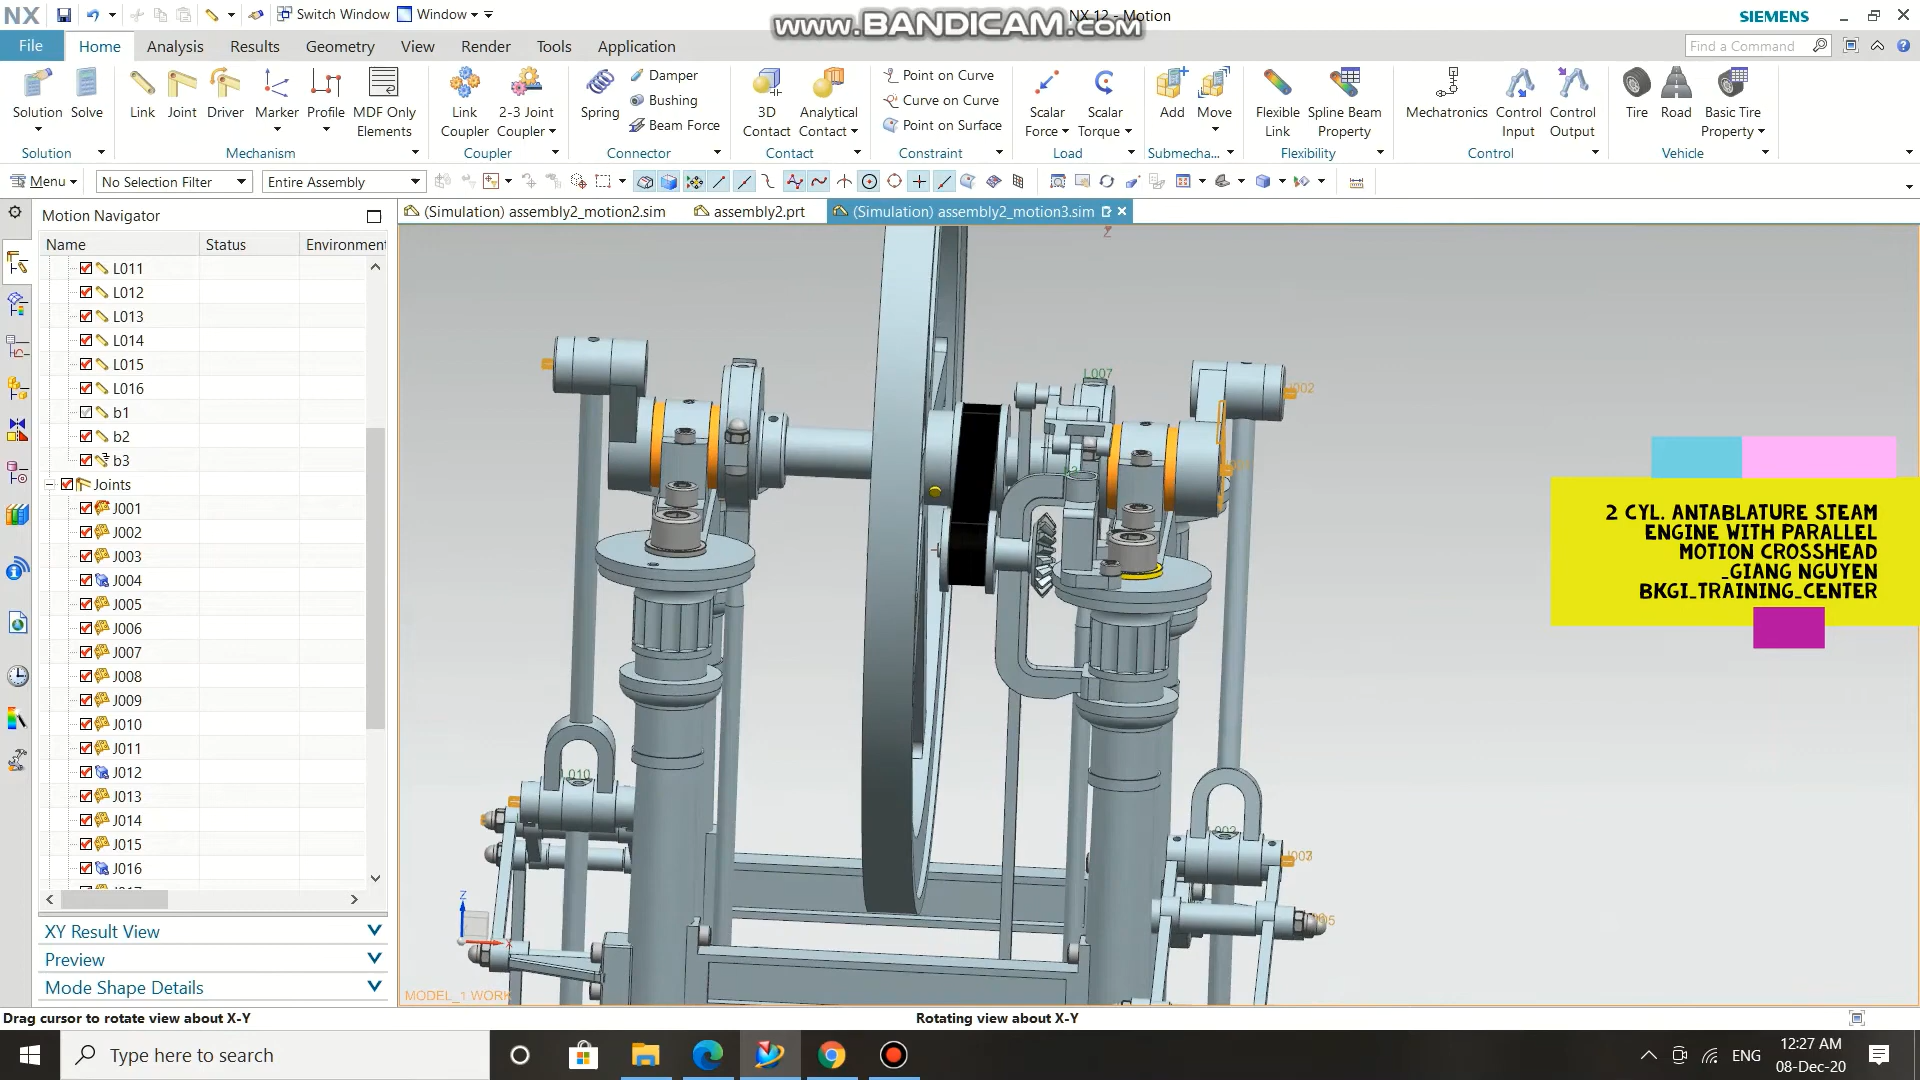 NX
Switch Window
Window
www.BANDICAM.com
NX 12 - Motion
SIEMENS
File
Home
Analysis
Results
Geometry
View
Render
Tools
Application
Find a Command
Solution
Solve
Link
Joint
Driver
Marker
Profile
MDF Only
Elements
Link
Coupler
2-3 Joint
Coupler
Spring
Damper
Bushing
Beam Force
3D
Contact
Analytical
Contact
Point on Curve
Curve on Curve
Point on Surface
Scalar
Force
Scalar
Torque
Add
Move
Flexible
Link
Spline Beam
Property
Mechatronics
Control
Input
Control
Output
Tire
Road
Basic Tire
Property
Solution
Mechanism
Coupler
Connector
Contact
Constraint
Load
Submecha...
Flexibility
Control
Vehicle
Menu
No Selection Filter
Entire Assembly
Motion Navigator
(Simulation) assembly2_motion2.sim
assembly2.prt
(Simulation) assembly2_motion3.sim
Name
Status
Environment
L011
L012
L013
L014
L015
L016
b1
b2
b3
Joints
J001
J002
J003
J004
J005
J006
J007
J008
J009
J010
J011
J012
J013
J014
J015
J016
XY Result View
Preview
Mode Shape Details
Z
L007
J002
L010
J003
Z
X
MODEL_1 WORK
2 CYL. ANTABLATURE STEAM
ENGINE WITH PARALLEL
MOTION CROSSHEAD
_GIANG NGUYEN
BKGI_TRAINING_CENTER
Drag cursor to rotate view about X-Y
Rotating view about X-Y
Type here to search
ENG
12:27 AM
08-Dec-20